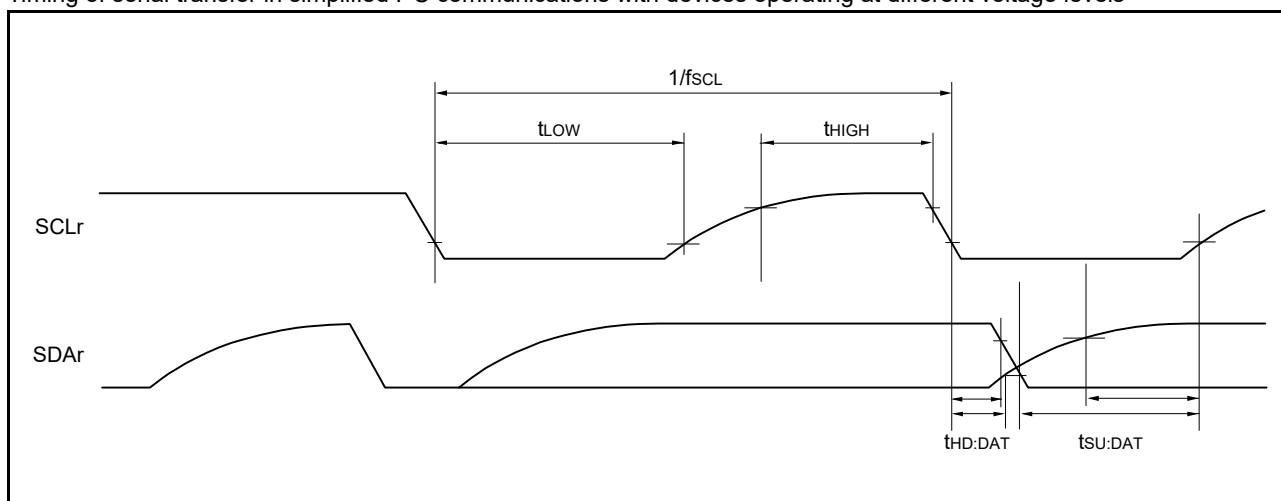 Timing of serial transfer in simplified I²C communications with devices operating at different voltage levels
1/fSCL
tLOW
tHIGH
SCLr
SDAr
tHD:DAT
tSU:DAT